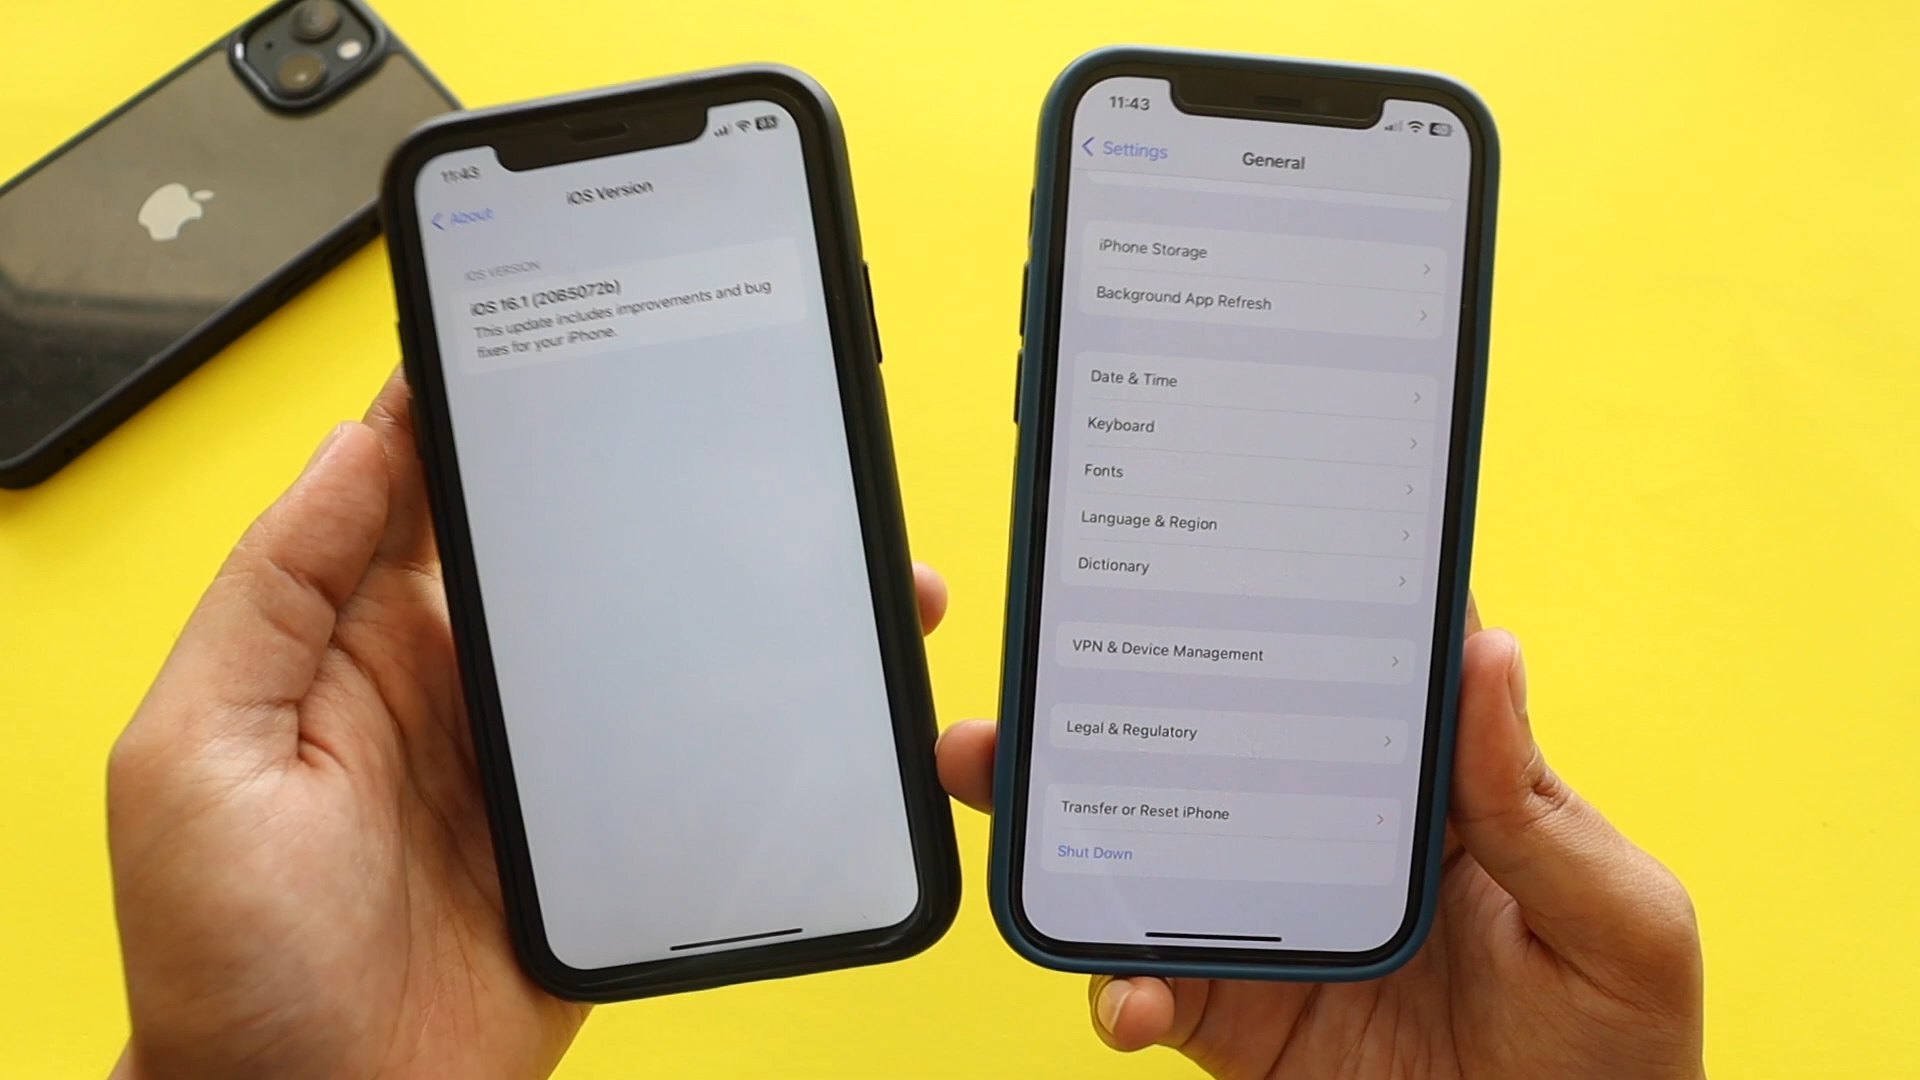 11:43
85
About
iOS Version
iOS VERSION
iOS 16.1 (20B5072b)
This update includes improvements and bug
fixes for your iPhone.
11:43
Settings
General
iPhone Storage
Background App Refresh
Date & Time
Keyboard
Fonts
Language & Region
Dictionary
VPN & Device Management
Legal & Regulatory
Transfer or Reset iPhone
Shut Down